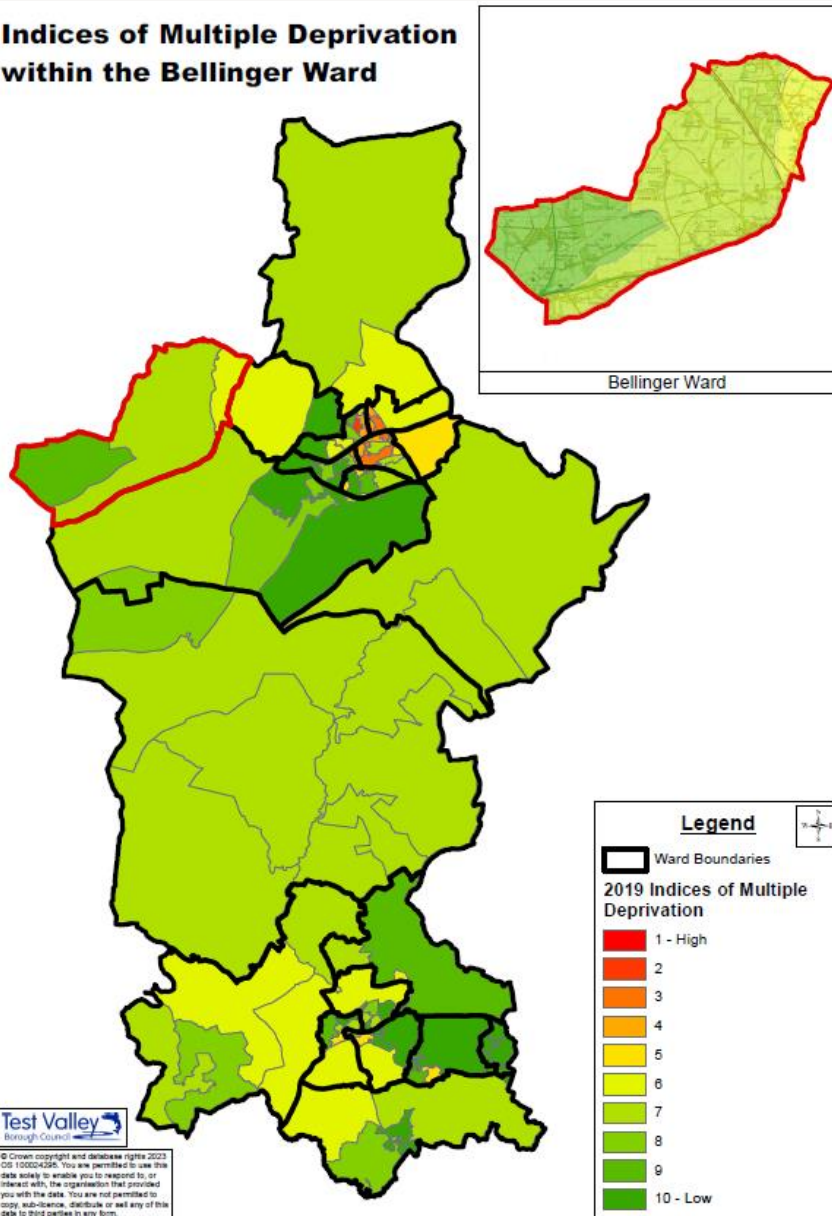 Indices of Multiple Deprivation
within the Bellinger Ward
Bellinger Ward
Legend
Ward Boundaries
2019 Indices of Multiple
Deprivation
1 - High
2
3
4
5
6
7
8
9
10 - Low
Test Valley
Borough Council
© Crown copyright and database rights 2023
OS 100024295. You are permitted to use this
data solely to enable you to respond to, or
interact with, the organisation that provided
you with the data. You are not permitted to
copy, sub-licence, distribute or sell any of this
data to third parties in any form.